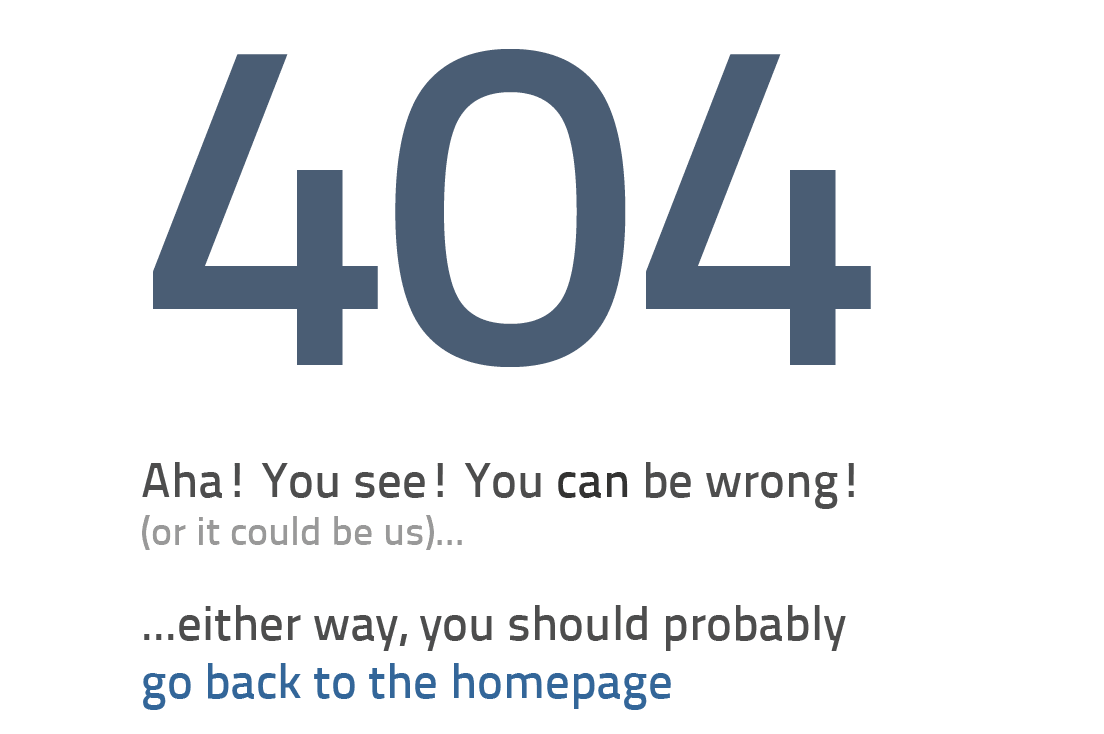 404
Aha! You see! You can be wrong!
(or it could be us)...
...either way, you should probably
go back to the homepage